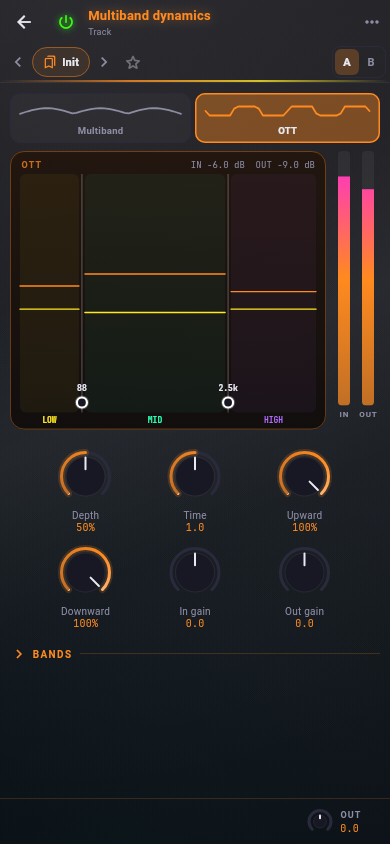 Multiband dynamics
Track
Init
A B
Multiband
OTT
OTT IN -6.0 dB OUT -9.0 dB
88 2.5k
LOW MID HIGH
IN OUT
Depth Time Upward
50% 1.0 100%
Downward In gain Out gain
100% 0.0 0.0
BANDS
OUT
0.0